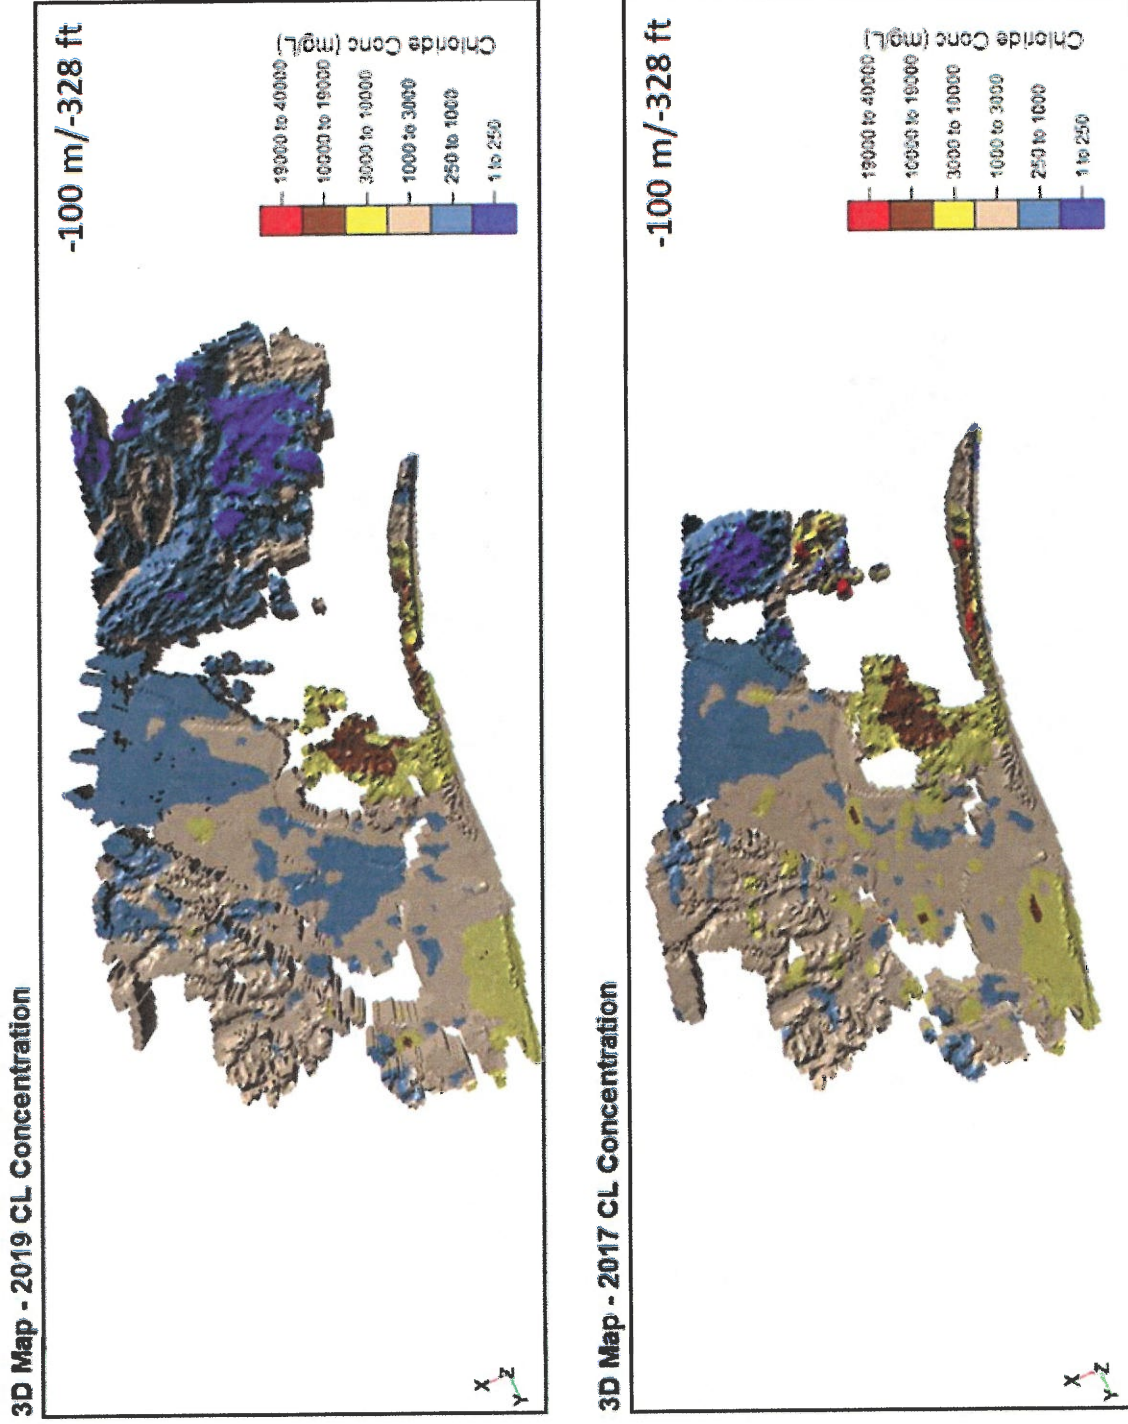 3D Map - 2019 CL Concentration
-100 m/-328 ft
19000 to 40000
10000 to 19000
3000 to 10000
1000 to 3000
250 to 1000
1 to 250
Chloride Conc (mg/L)
X
Y
Z
3D Map - 2017 CL Concentration
-100 m/-328 ft
19000 to 40000
10000 to 19000
3000 to 10000
1000 to 3000
250 to 1000
1 to 250
Chloride Conc (mg/L)
X
Y
Z